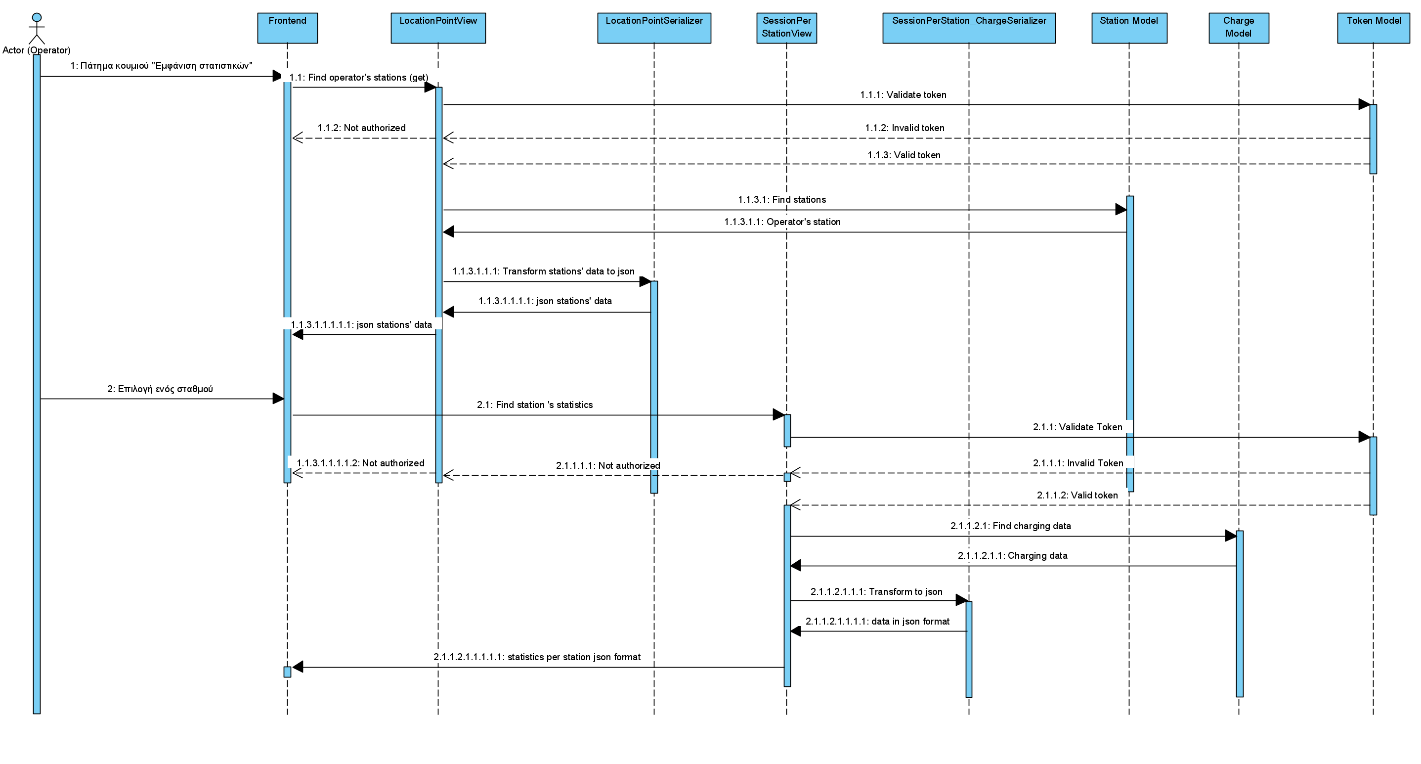 Actor (Operator)
Frontend
LocationPointView
LocationPointSerializer
SessionPer
StationView
SessionPerStation ChargeSerializer
Station Model
Charge
Model
Token Model
1: Πάτημα κουμιού "Εμφάνιση στατιστικών"
1.1: Find operator's stations (get)
1.1.1: Validate token
1.1.2: Not authorized
1.1.2: Invalid token
1.1.3: Valid token
1.1.3.1: Find stations
1.1.3.1.1: Operator's station
1.1.3.1.1.1: Transform stations' data to json
1.1.3.1.1.1.1: json stations' data
1.1.3.1.1.1.1.1: json stations' data
2: Επιλογή ενός σταθμού
2.1: Find station 's statistics
2.1.1: Validate Token
1.1.3.1.1.1.1.2: Not authorized
2.1.1.1.1: Not authorized
2.1.1.1: Invalid Token
2.1.1.2: Valid token
2.1.1.2.1: Find charging data
2.1.1.2.1.1: Charging data
2.1.1.2.1.1.1: Transform to json
2.1.1.2.1.1.1.1: data in json format
2.1.1.2.1.1.1.1.1: statistics per station json format